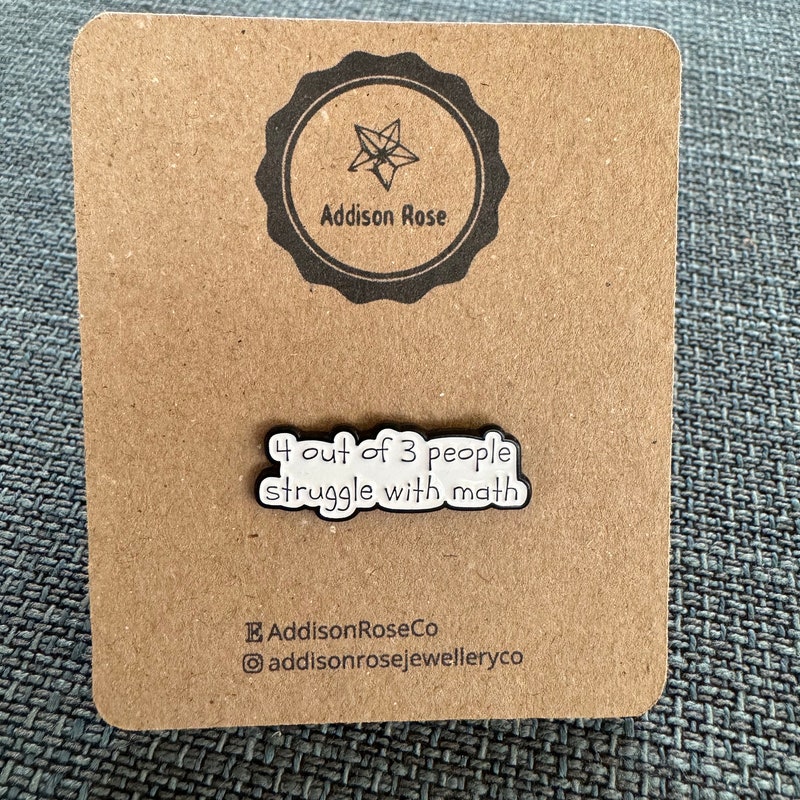 Addison Rose
4 out of 3 people
struggle with math
E AddisonRoseCo
addisonrosejewelleryco